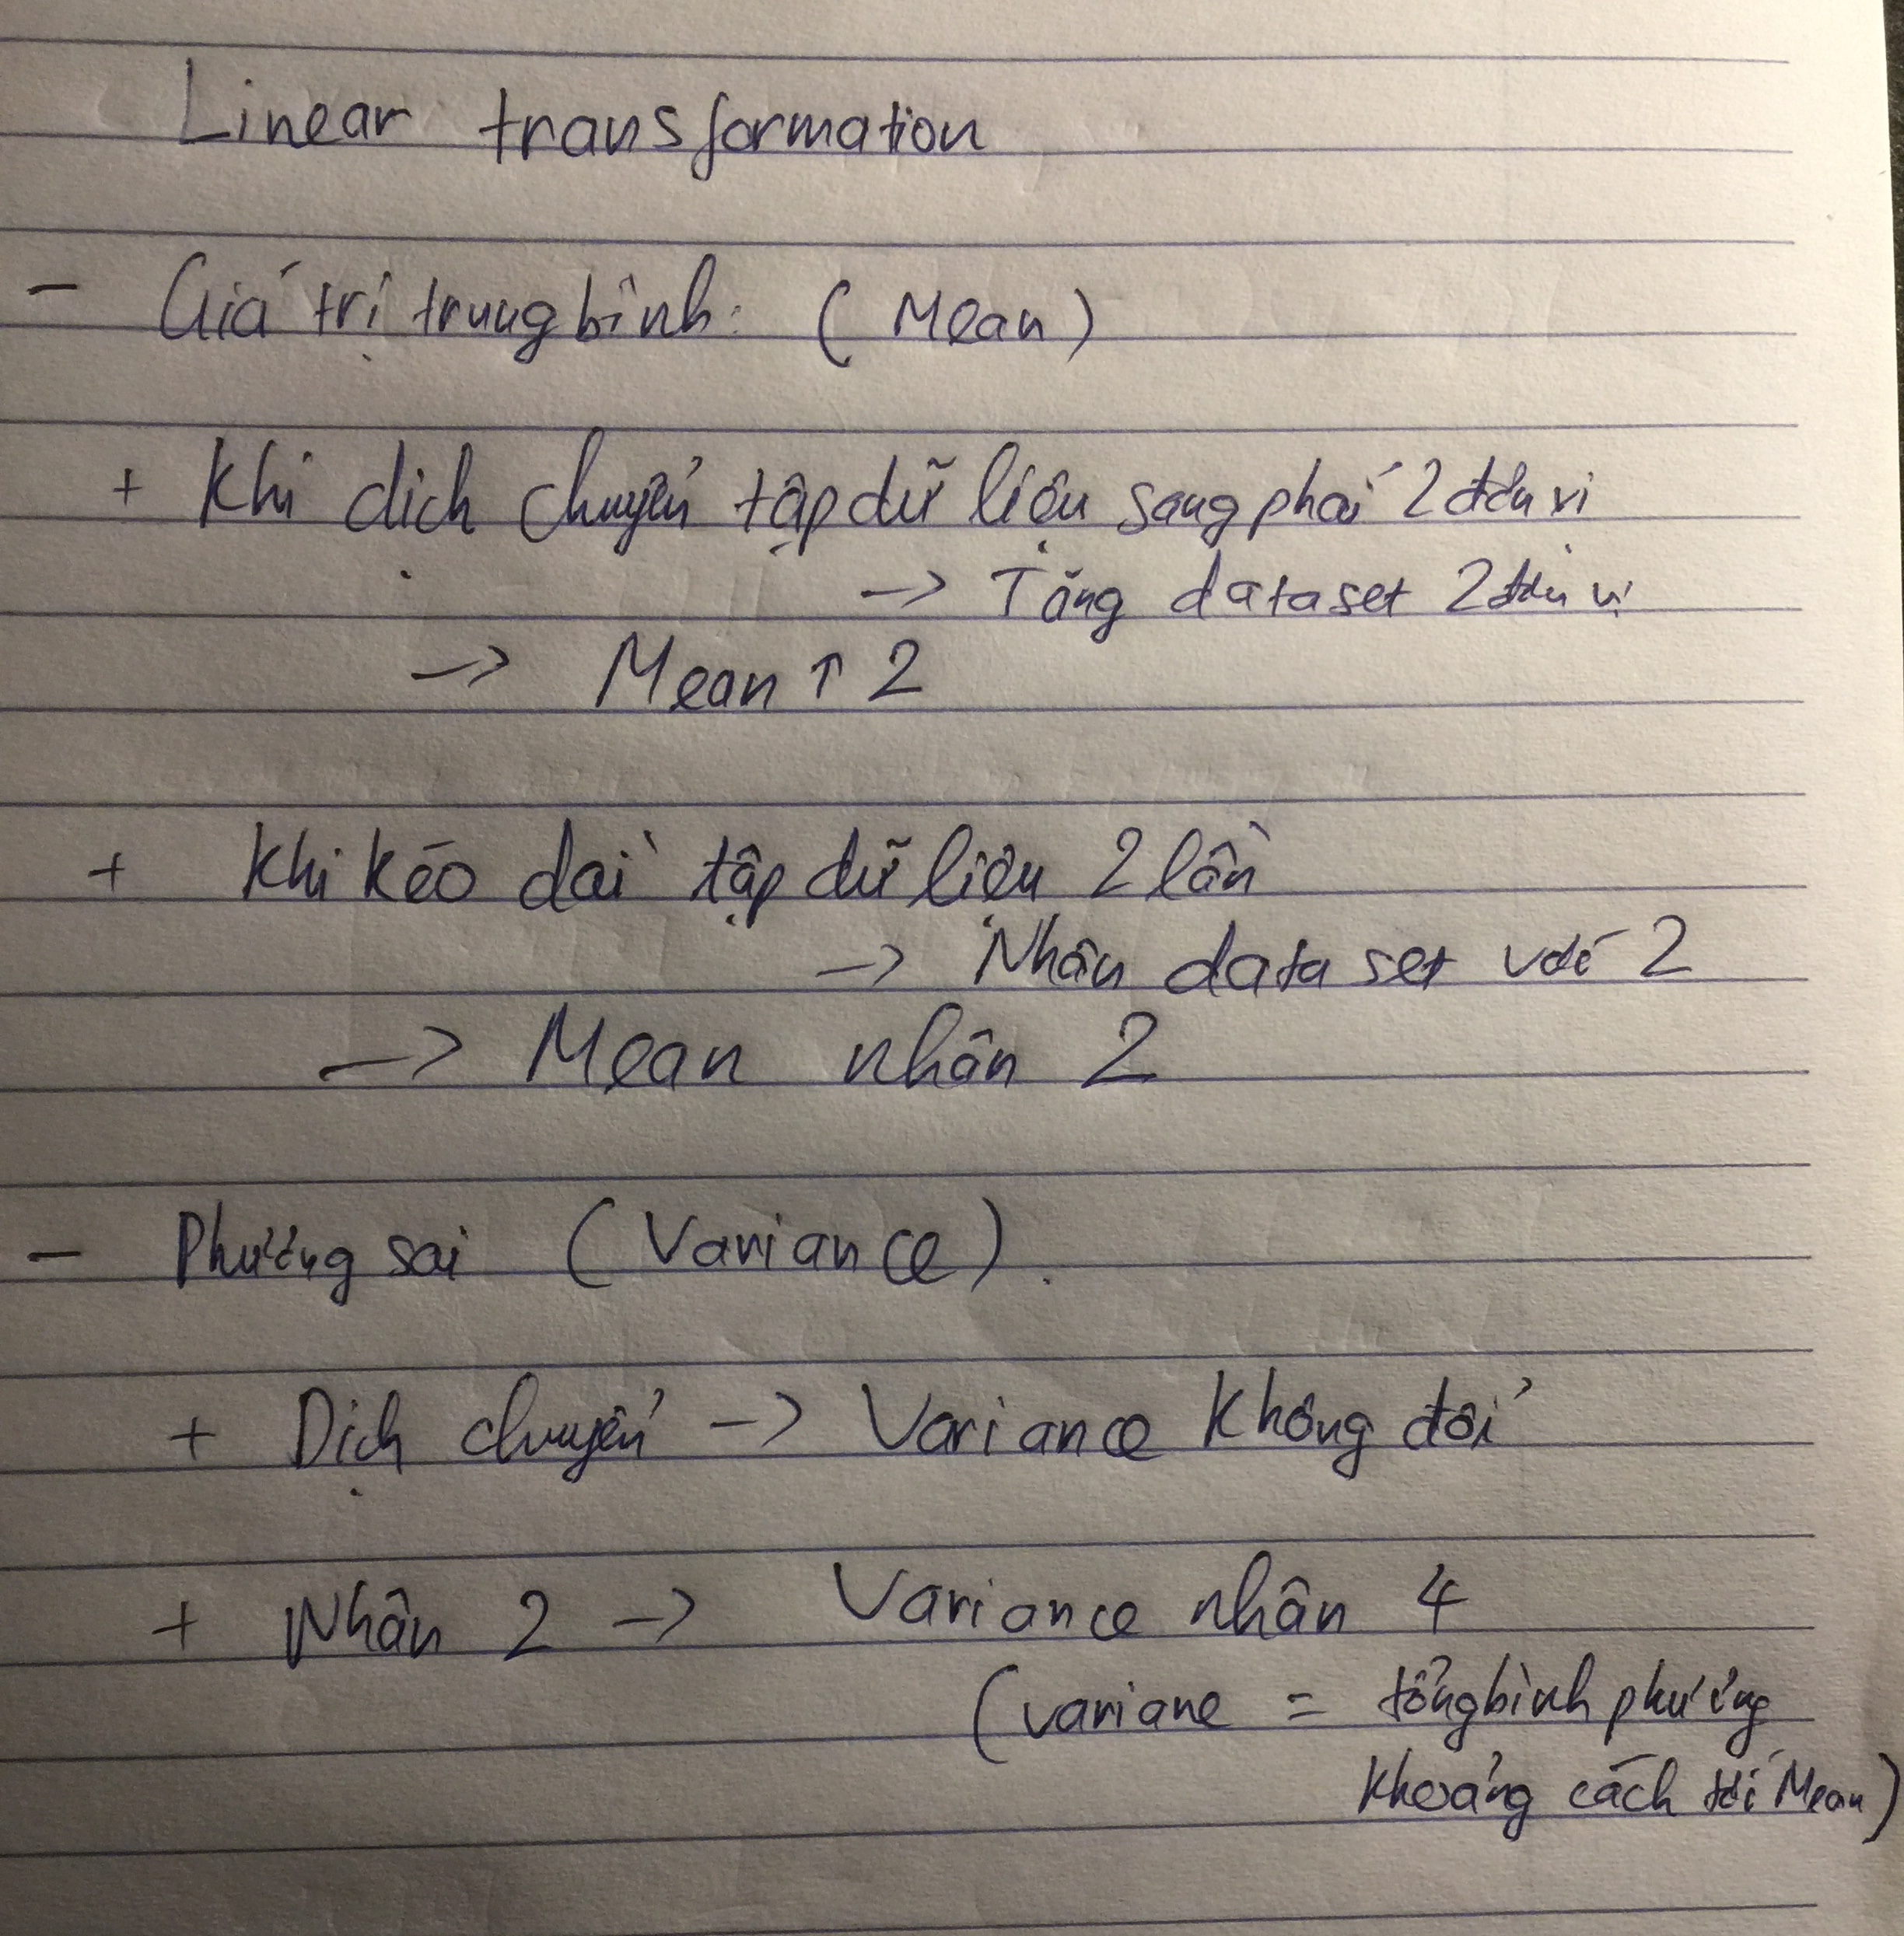 Linear transformation
- Giá trị trung bình: (Mean)
+ Khi dịch chuyển tập dữ liệu sang phải 2 đơn vị
-> Tăng dataset 2 đơn vị
-> Mean ↑ 2
+ Khi kéo dài tập dữ liệu 2 lần
-> Nhân data set với 2
-> Mean nhân 2
- Phương sai (Variance).
+ Dịch chuyển -> Variance không đổi
+ Nhân 2 -> Variance nhân 4
(variane = tổng bình phương
khoảng cách tới Mean)